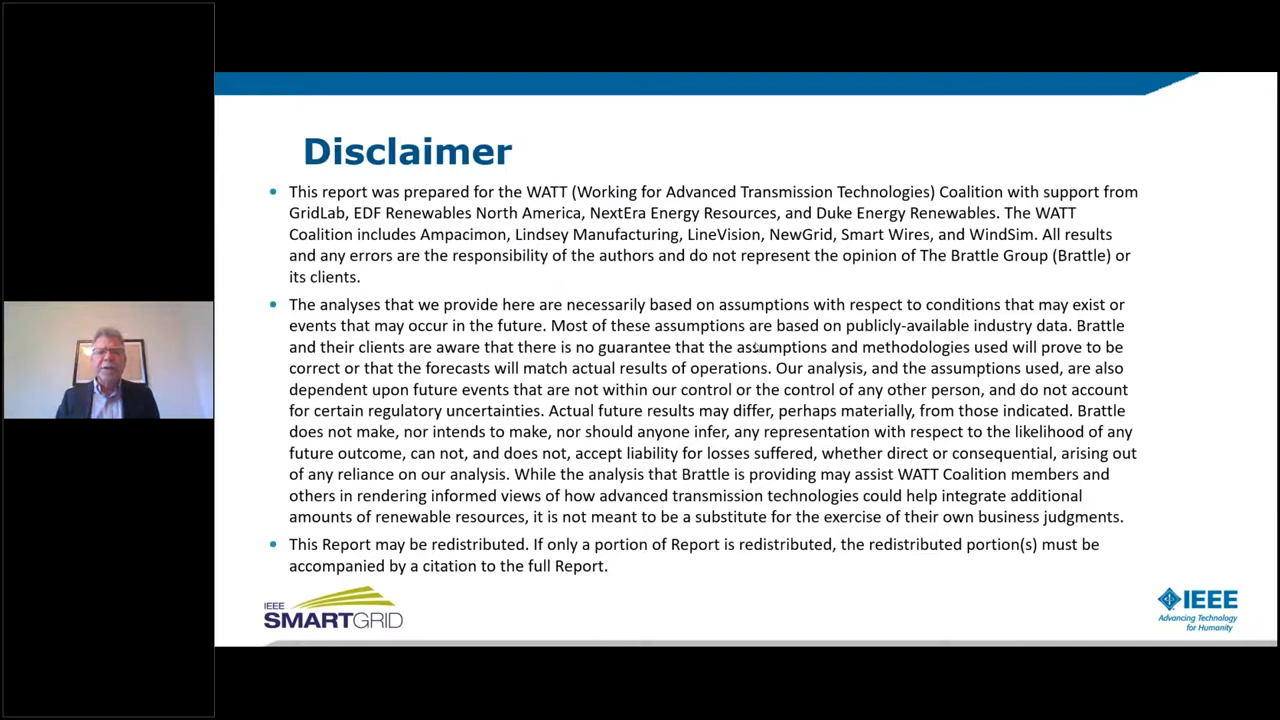 Disclaimer
• This report was prepared for the WATT (Working for Advanced Transmission Technologies) Coalition with support from
GridLab, EDF Renewables North America, NextEra Energy Resources, and Duke Energy Renewables. The WATT
Coalition includes Ampacimon, Lindsey Manufacturing, LineVision, NewGrid, Smart Wires, and WindSim. All results
and any errors are the responsibility of the authors and do not represent the opinion of The Brattle Group (Brattle) or
its clients.
• The analyses that we provide here are necessarily based on assumptions with respect to conditions that may exist or
events that may occur in the future. Most of these assumptions are based on publicly-available industry data. Brattle
and their clients are aware that there is no guarantee that the assumptions and methodologies used will prove to be
correct or that the forecasts will match actual results of operations. Our analysis, and the assumptions used, are also
dependent upon future events that are not within our control or the control of any other person, and do not account
for certain regulatory uncertainties. Actual future results may differ, perhaps materially, from those indicated. Brattle
does not make, nor intends to make, nor should anyone infer, any representation with respect to the likelihood of any
future outcome, can not, and does not, accept liability for losses suffered, whether direct or consequential, arising out
of any reliance on our analysis. While the analysis that Brattle is providing may assist WATT Coalition members and
others in rendering informed views of how advanced transmission technologies could help integrate additional
amounts of renewable resources, it is not meant to be a substitute for the exercise of their own business judgments.
• This Report may be redistributed. If only a portion of Report is redistributed, the redistributed portion(s) must be
accompanied by a citation to the full Report.
IEEE
SMARTGRID
IEEE
Advancing Technology
for Humanity